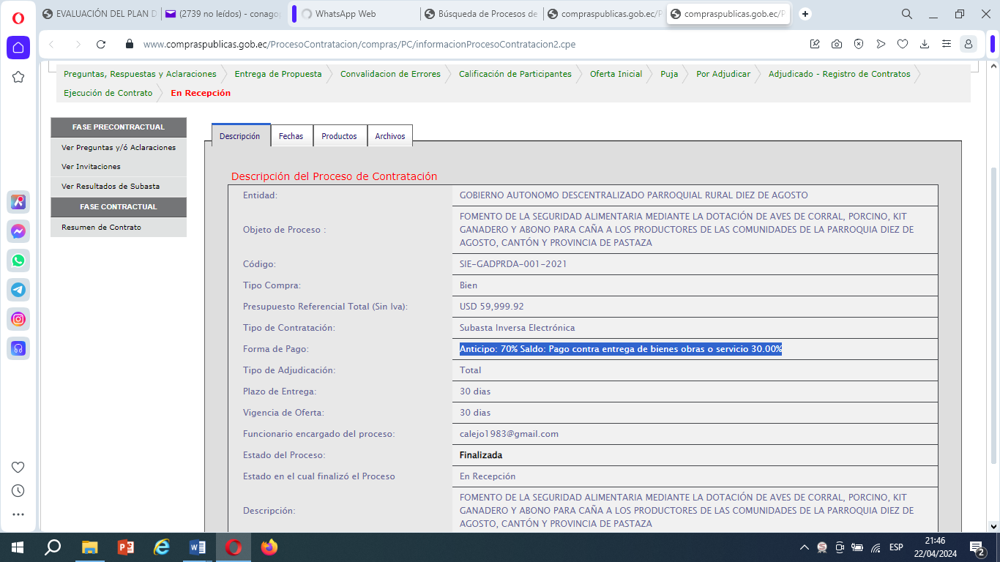 EVALUACIÓN DEL PLAN D
(2739 no leídos) - conagop
WhatsApp Web
Búsqueda de Procesos de
compraspublicas.gob.ec/P
compraspublicas.gob.ec/P
www.compraspublicas.gob.ec/ProcesoContratacion/compras/PC/informacionProcesoContratacion2.cpe
Preguntas, Respuestas y Aclaraciones
Entrega de Propuesta
Convalidacion de Errores
Calificación de Participantes
Oferta Inicial
Puja
Por Adjudicar
Adjudicado - Registro de Contratos
Ejecución de Contrato
En Recepción
FASE PRECONTRACTUAL
Ver Preguntas y/ó Aclaraciones
Ver Invitaciones
Ver Resultados de Subasta
FASE CONTRACTUAL
Resumen de Contrato
Descripción
Fechas
Productos
Archivos
Descripción del Proceso de Contratación
Entidad:
GOBIERNO AUTONOMO DESCENTRALIZADO PARROQUIAL RURAL DIEZ DE AGOSTO
Objeto de Proceso :
FOMENTO DE LA SEGURIDAD ALIMENTARIA MEDIANTE LA DOTACIÓN DE AVES DE CORRAL, PORCINO, KIT
GANADERO Y ABONO PARA CAÑA A LOS PRODUCTORES DE LAS COMUNIDADES DE LA PARROQUIA DIEZ DE
AGOSTO, CANTÓN Y PROVINCIA DE PASTAZA
Código:
SIE-GADPRDA-001-2021
Tipo Compra:
Bien
Presupuesto Referencial Total (Sin Iva):
USD 59,999.92
Tipo de Contratación:
Subasta Inversa Electrónica
Forma de Pago:
Anticipo: 70% Saldo: Pago contra entrega de bienes obras o servicio 30.00%
Tipo de Adjudicación:
Total
Plazo de Entrega:
30 dias
Vigencia de Oferta:
30 dias
Funcionario encargado del proceso:
calejo1983@gmail.com
Estado del Proceso:
Finalizada
Estado en el cual finalizó el Proceso
En Recepción
Descripción:
FOMENTO DE LA SEGURIDAD ALIMENTARIA MEDIANTE LA DOTACIÓN DE AVES DE CORRAL, PORCINO, KIT
GANADERO Y ABONO PARA CAÑA A LOS PRODUCTORES DE LAS COMUNIDADES DE LA PARROQUIA DIEZ DE
AGOSTO, CANTÓN Y PROVINCIA DE PASTAZA
ESP
21:46
22/04/2024
2